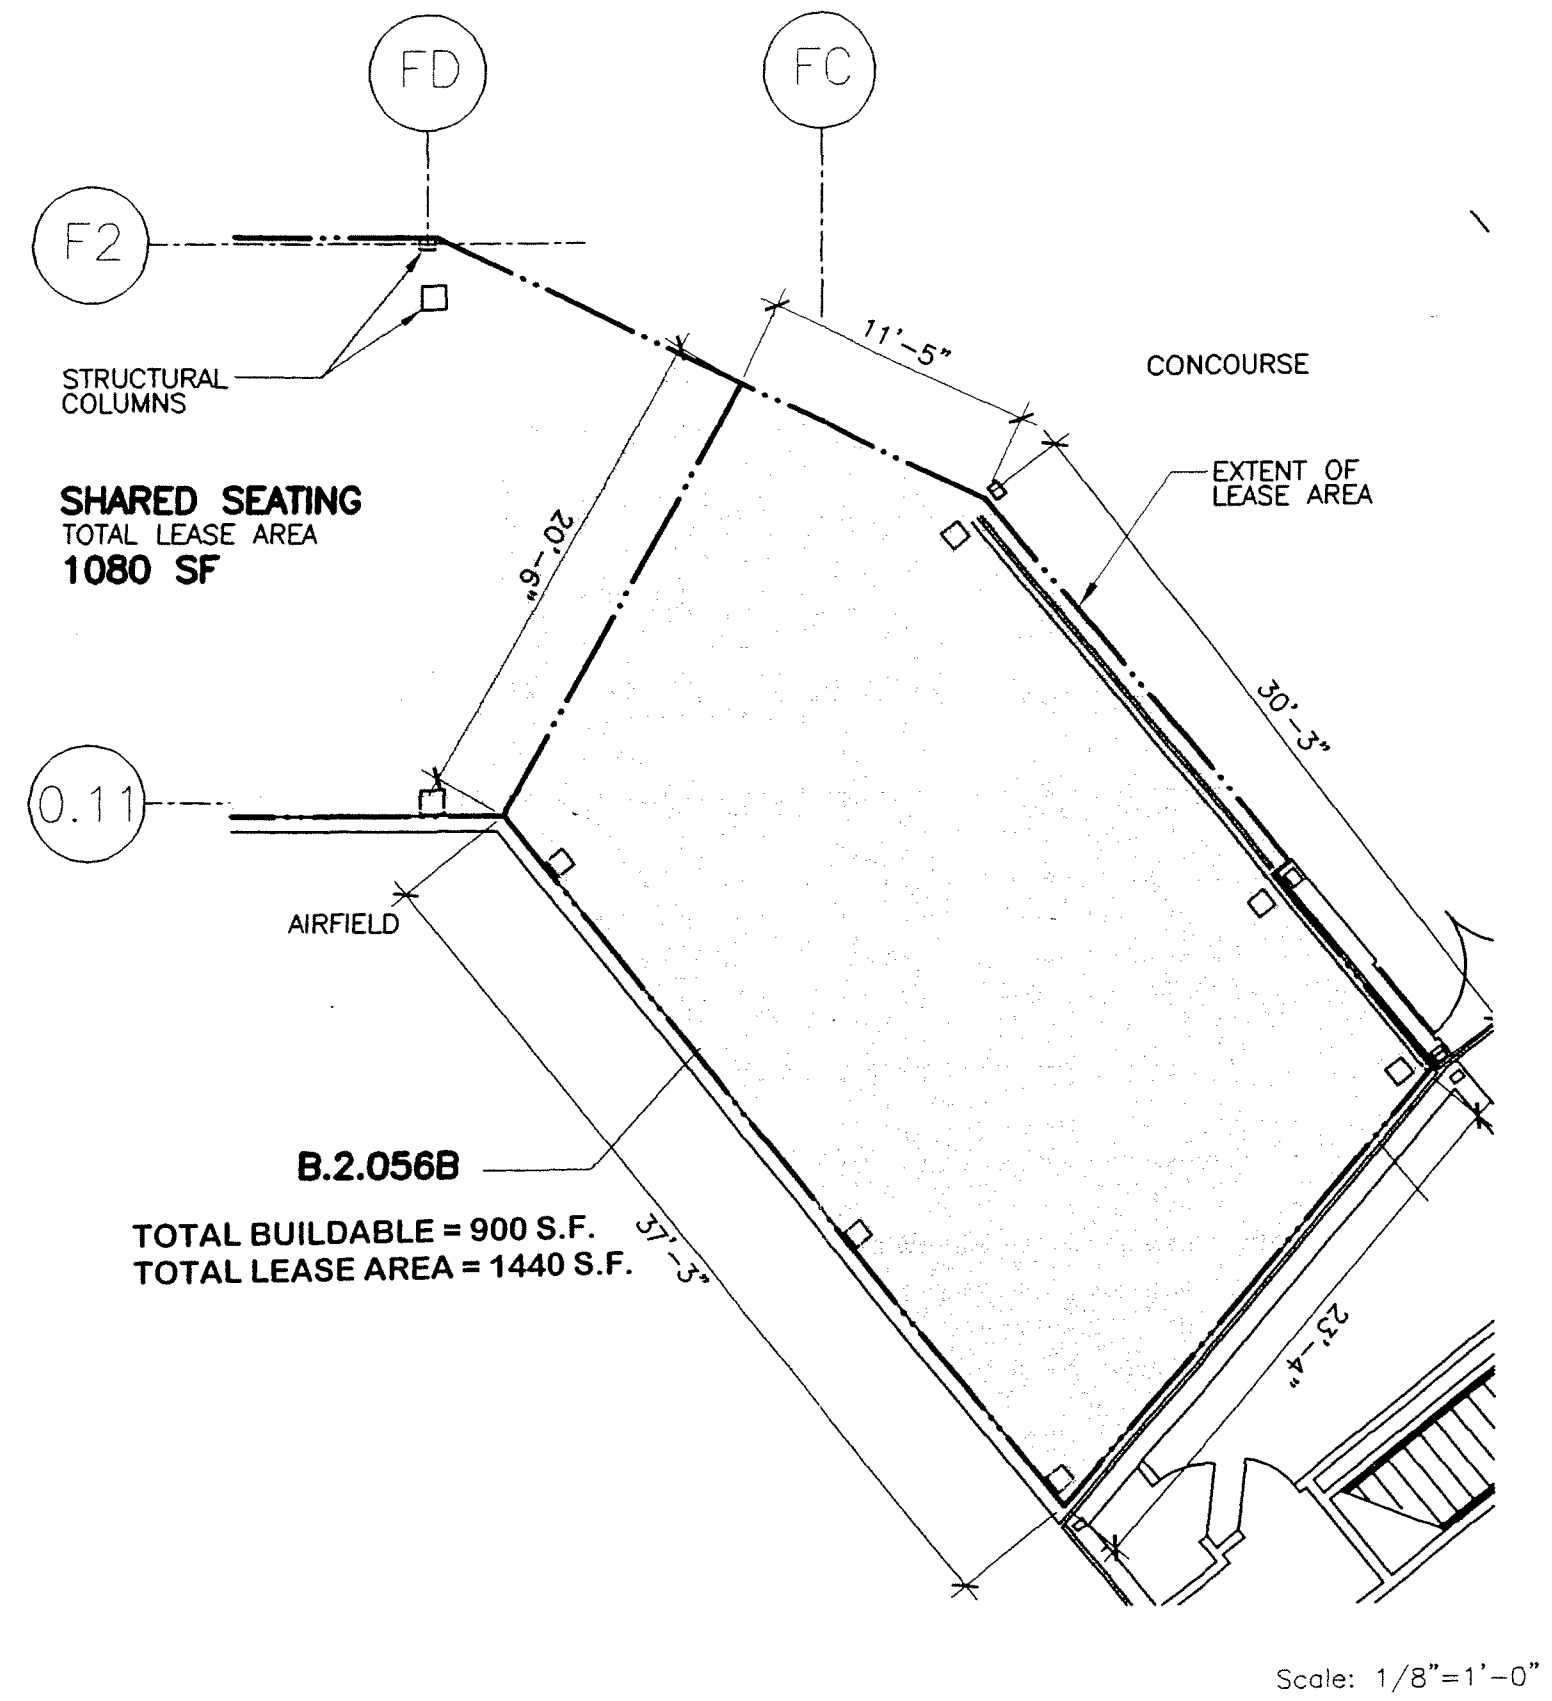 FD
FC
F2
11'-5"
CONCOURSE
STRUCTURAL
COLUMNS
EXTENT OF
LEASE AREA
SHARED SEATING
TOTAL LEASE AREA
1080 SF
20'-6"
30'-3"
0.11
AIRFIELD
B.2.056B
TOTAL BUILDABLE = 900 S.F.
TOTAL LEASE AREA = 1440 S.F.
37'-3"
23'-4"
Scale: 1/8"=1'-0"